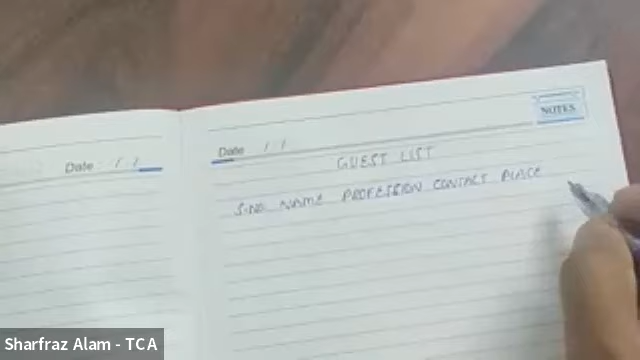 NOTES
Date / /
Date / /
GUEST LIST
S.NO NAME PROFESSION CONTACT PLACE
Sharfraz Alam - TCA